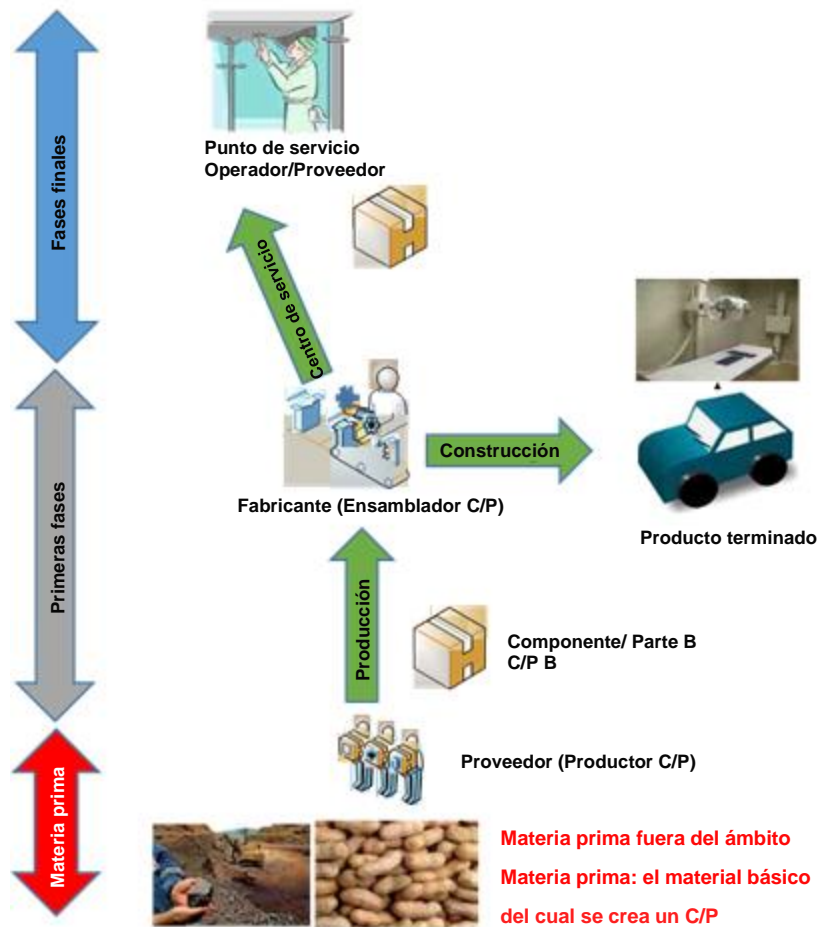 Fases finales
Punto de servicio
Operador/Proveedor
Centro de servicio
Primeras fases
Construcción
Fabricante (Ensamblador C/P)
Producto terminado
Producción
Componente/ Parte B
C/P B
Proveedor (Productor C/P)
Materia prima
Materia prima fuera del ámbito
Materia prima: el material básico
del cual se crea un C/P